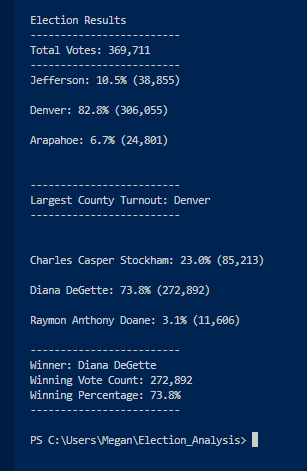 Election Results
-------------------------
Total Votes: 369,711
-------------------------
Jefferson: 10.5% (38,855)
Denver: 82.8% (306,055)
Arapahoe: 6.7% (24,801)
-------------------------
Largest County Turnout: Denver
-------------------------
Charles Casper Stockham: 23.0% (85,213)
Diana DeGette: 73.8% (272,892)
Raymon Anthony Doane: 3.1% (11,606)
-------------------------
Winner: Diana DeGette
Winning Vote Count: 272,892
Winning Percentage: 73.8%
-------------------------
PS C:\Users\Megan\Election_Analysis>